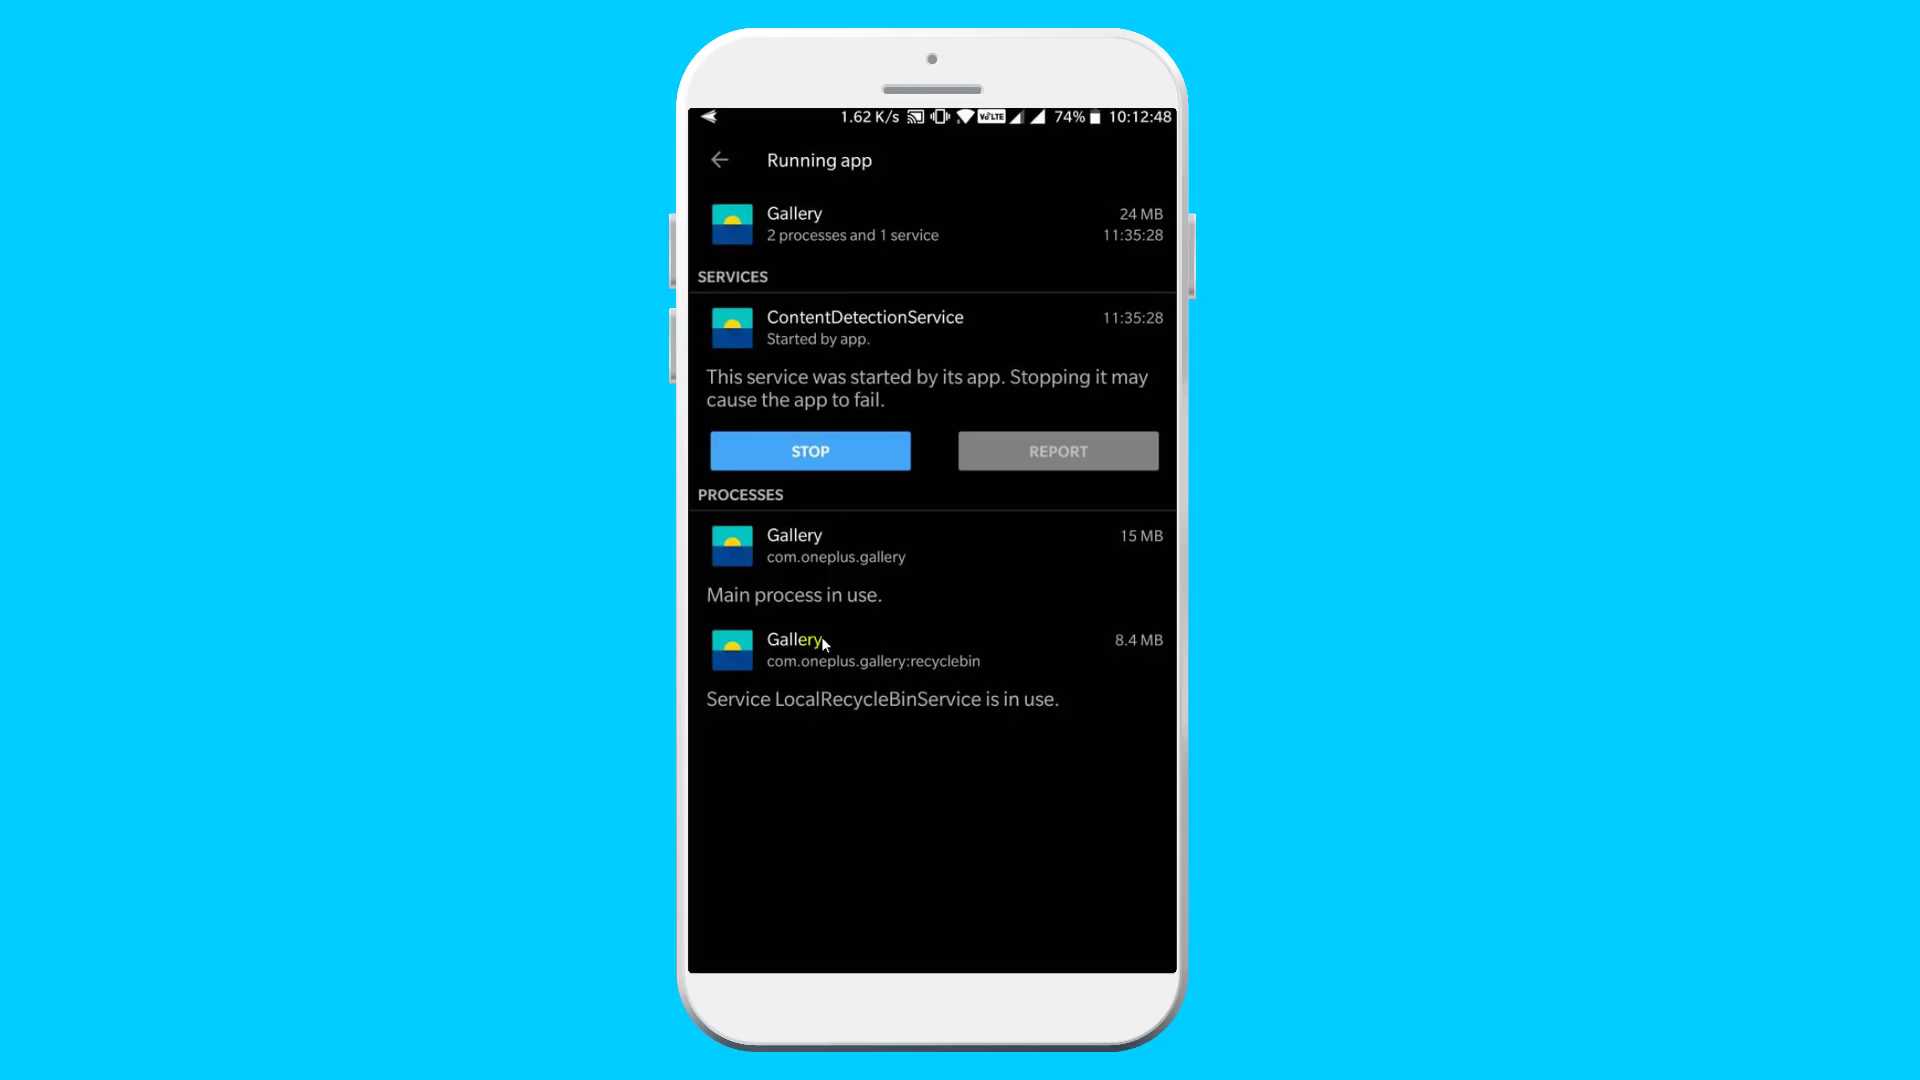 1.62 K/s VoLTE 74% 10:12:48
Running app
Gallery 24 MB
2 processes and 1 service 11:35:28
SERVICES
ContentDetectionService 11:35:28
Started by app.
This service was started by its app. Stopping it may
cause the app to fail.
STOP REPORT
PROCESSES
Gallery 15 MB
com.oneplus.gallery
Main process in use.
Gallery 8.4 MB
com.oneplus.gallery:recyclebin
Service LocalRecycleBinService is in use.